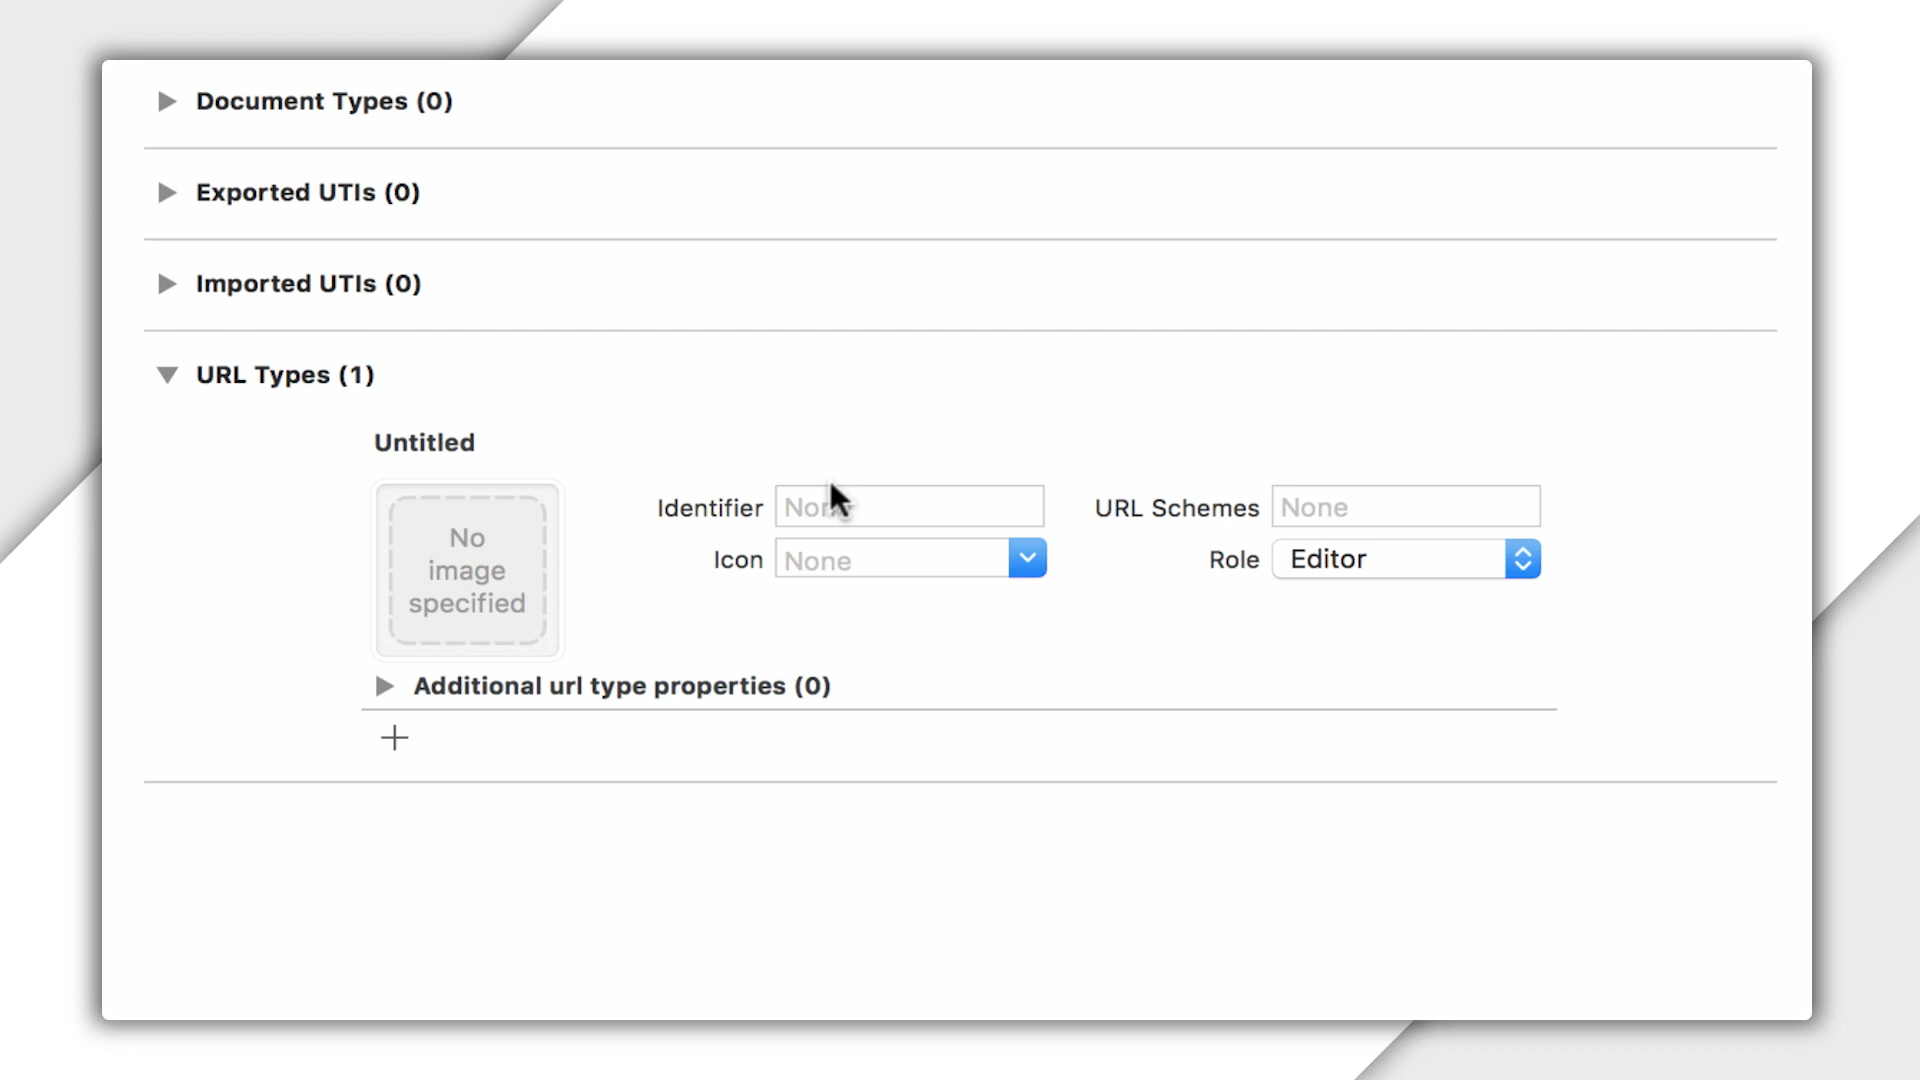 Document Types (0)
Exported UTIs (0)
Imported UTIs (0)
URL Types (1)
Untitled
No
image
specified
Identifier
URL Schemes None
Icon None
Role Editor
Additional url type properties (0)